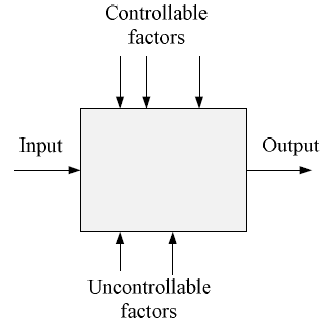 Controllable
factors
Input
Output
Uncontrollable
factors